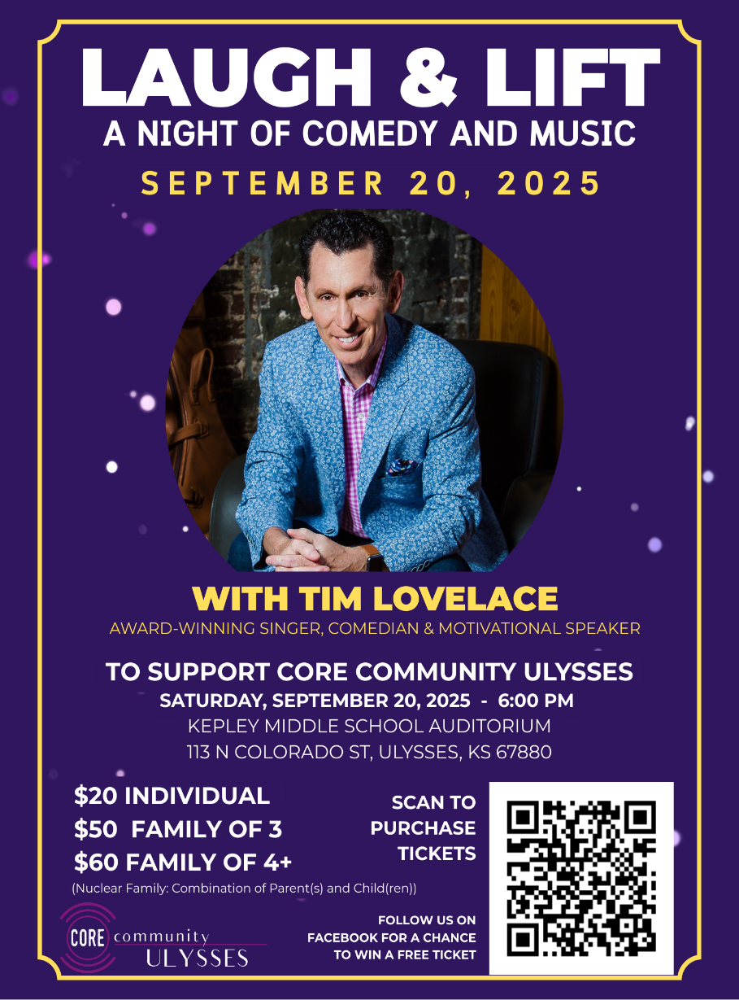 LAUGH & LIFT
A NIGHT OF COMEDY AND MUSIC
SEPTEMBER 20, 2025
WITH TIM LOVELACE
AWARD-WINNING SINGER, COMEDIAN & MOTIVATIONAL SPEAKER
TO SUPPORT CORE COMMUNITY ULYSSES
SATURDAY, SEPTEMBER 20, 2025 - 6:00 PM
KEPLEY MIDDLE SCHOOL AUDITORIUM
113 N COLORADO ST, ULYSSES, KS 67880
$20 INDIVIDUAL
$50 FAMILY OF 3
$60 FAMILY OF 4+
(Nuclear Family: Combination of Parent(s) and Child(ren))
SCAN TO
PURCHASE
TICKETS
CORE community
ULYSSES
FOLLOW US ON
FACEBOOK FOR A CHANCE
TO WIN A FREE TICKET